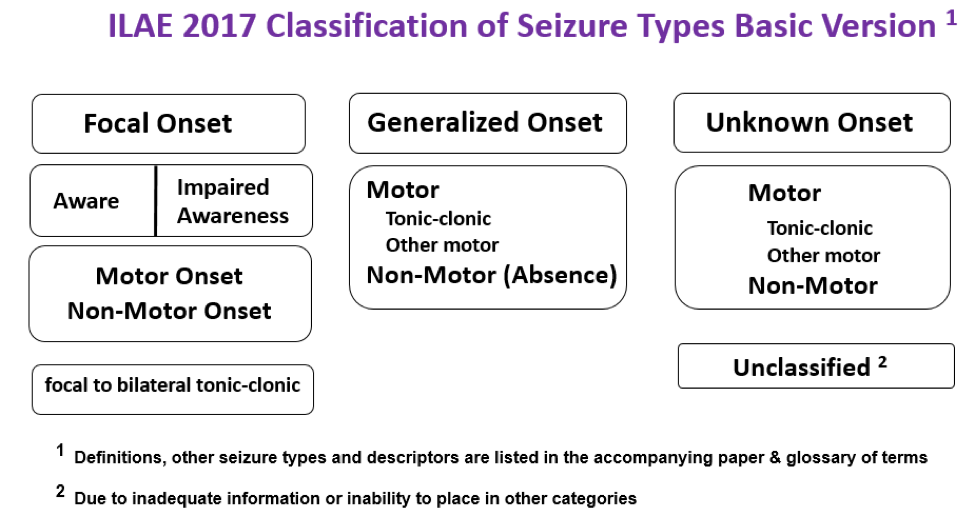 ILAE 2017 Classification of Seizure Types Basic Version ¹
Focal Onset
Aware
Impaired
Awareness
Motor Onset
Non-Motor Onset
focal to bilateral tonic-clonic
Generalized Onset
Motor
Tonic-clonic
Other motor
Non-Motor (Absence)
Unknown Onset
Motor
Tonic-clonic
Other motor
Non-Motor
Unclassified ²
¹ Definitions, other seizure types and descriptors are listed in the accompanying paper & glossary of terms
² Due to inadequate information or inability to place in other categories